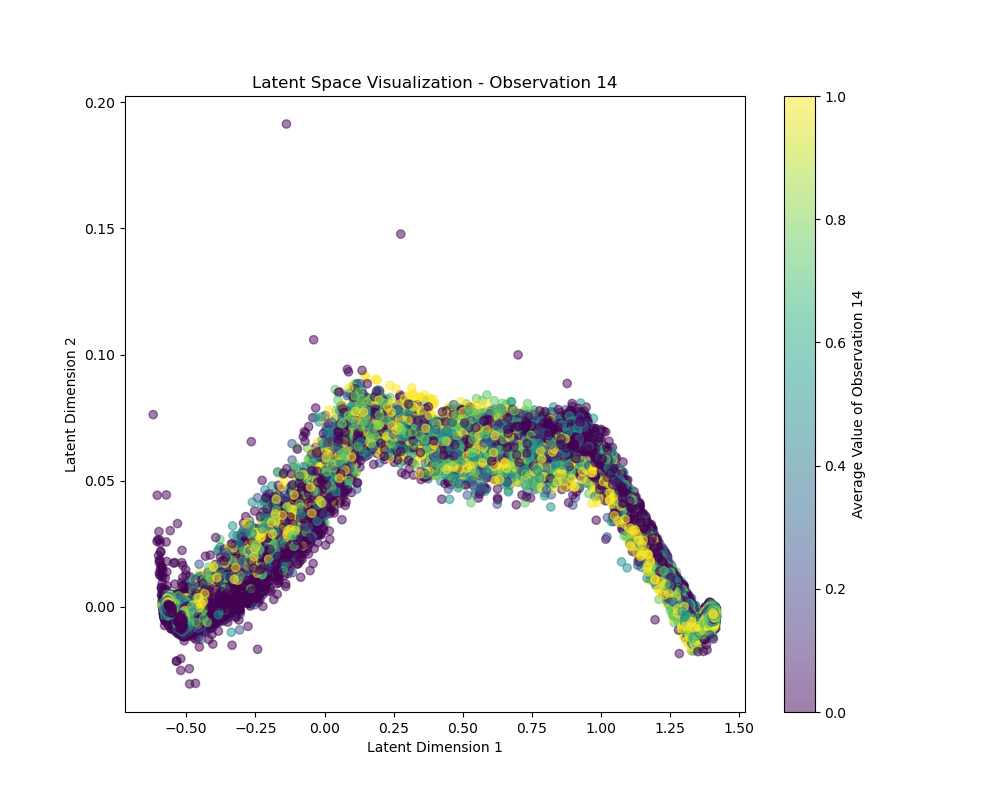 Latent Space Visualization - Observation 14
0.20
0.15
0.10
0.05
0.00
Latent Dimension 2
−0.50 −0.25 0.00 0.25 0.50 0.75 1.00 1.25 1.50
Latent Dimension 1
1.0
0.8
0.6
0.4
0.2
0.0
Average Value of Observation 14